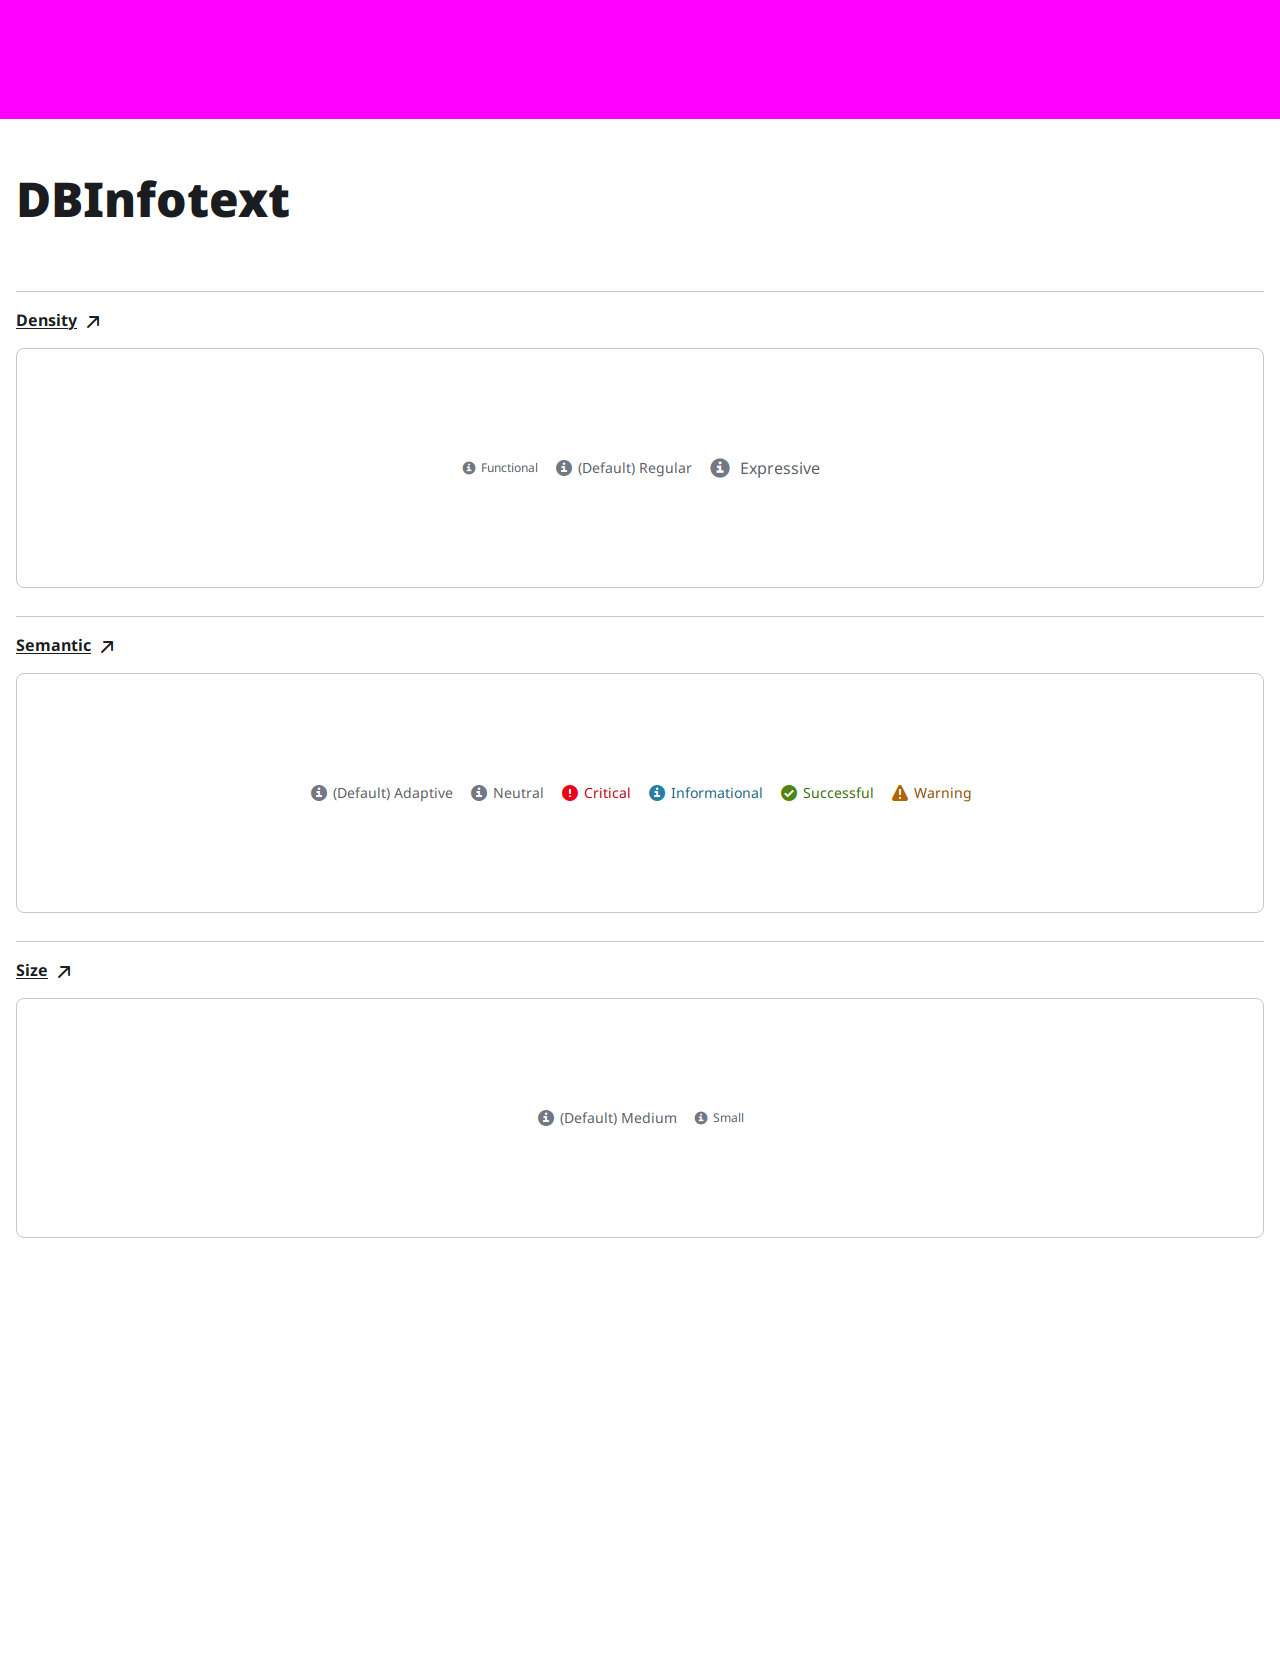 DBInfotext
Density
Functional (Default) Regular Expressive
Semantic
(Default) Adaptive Neutral Critical Informational Successful Warning
Size
(Default) Medium Small